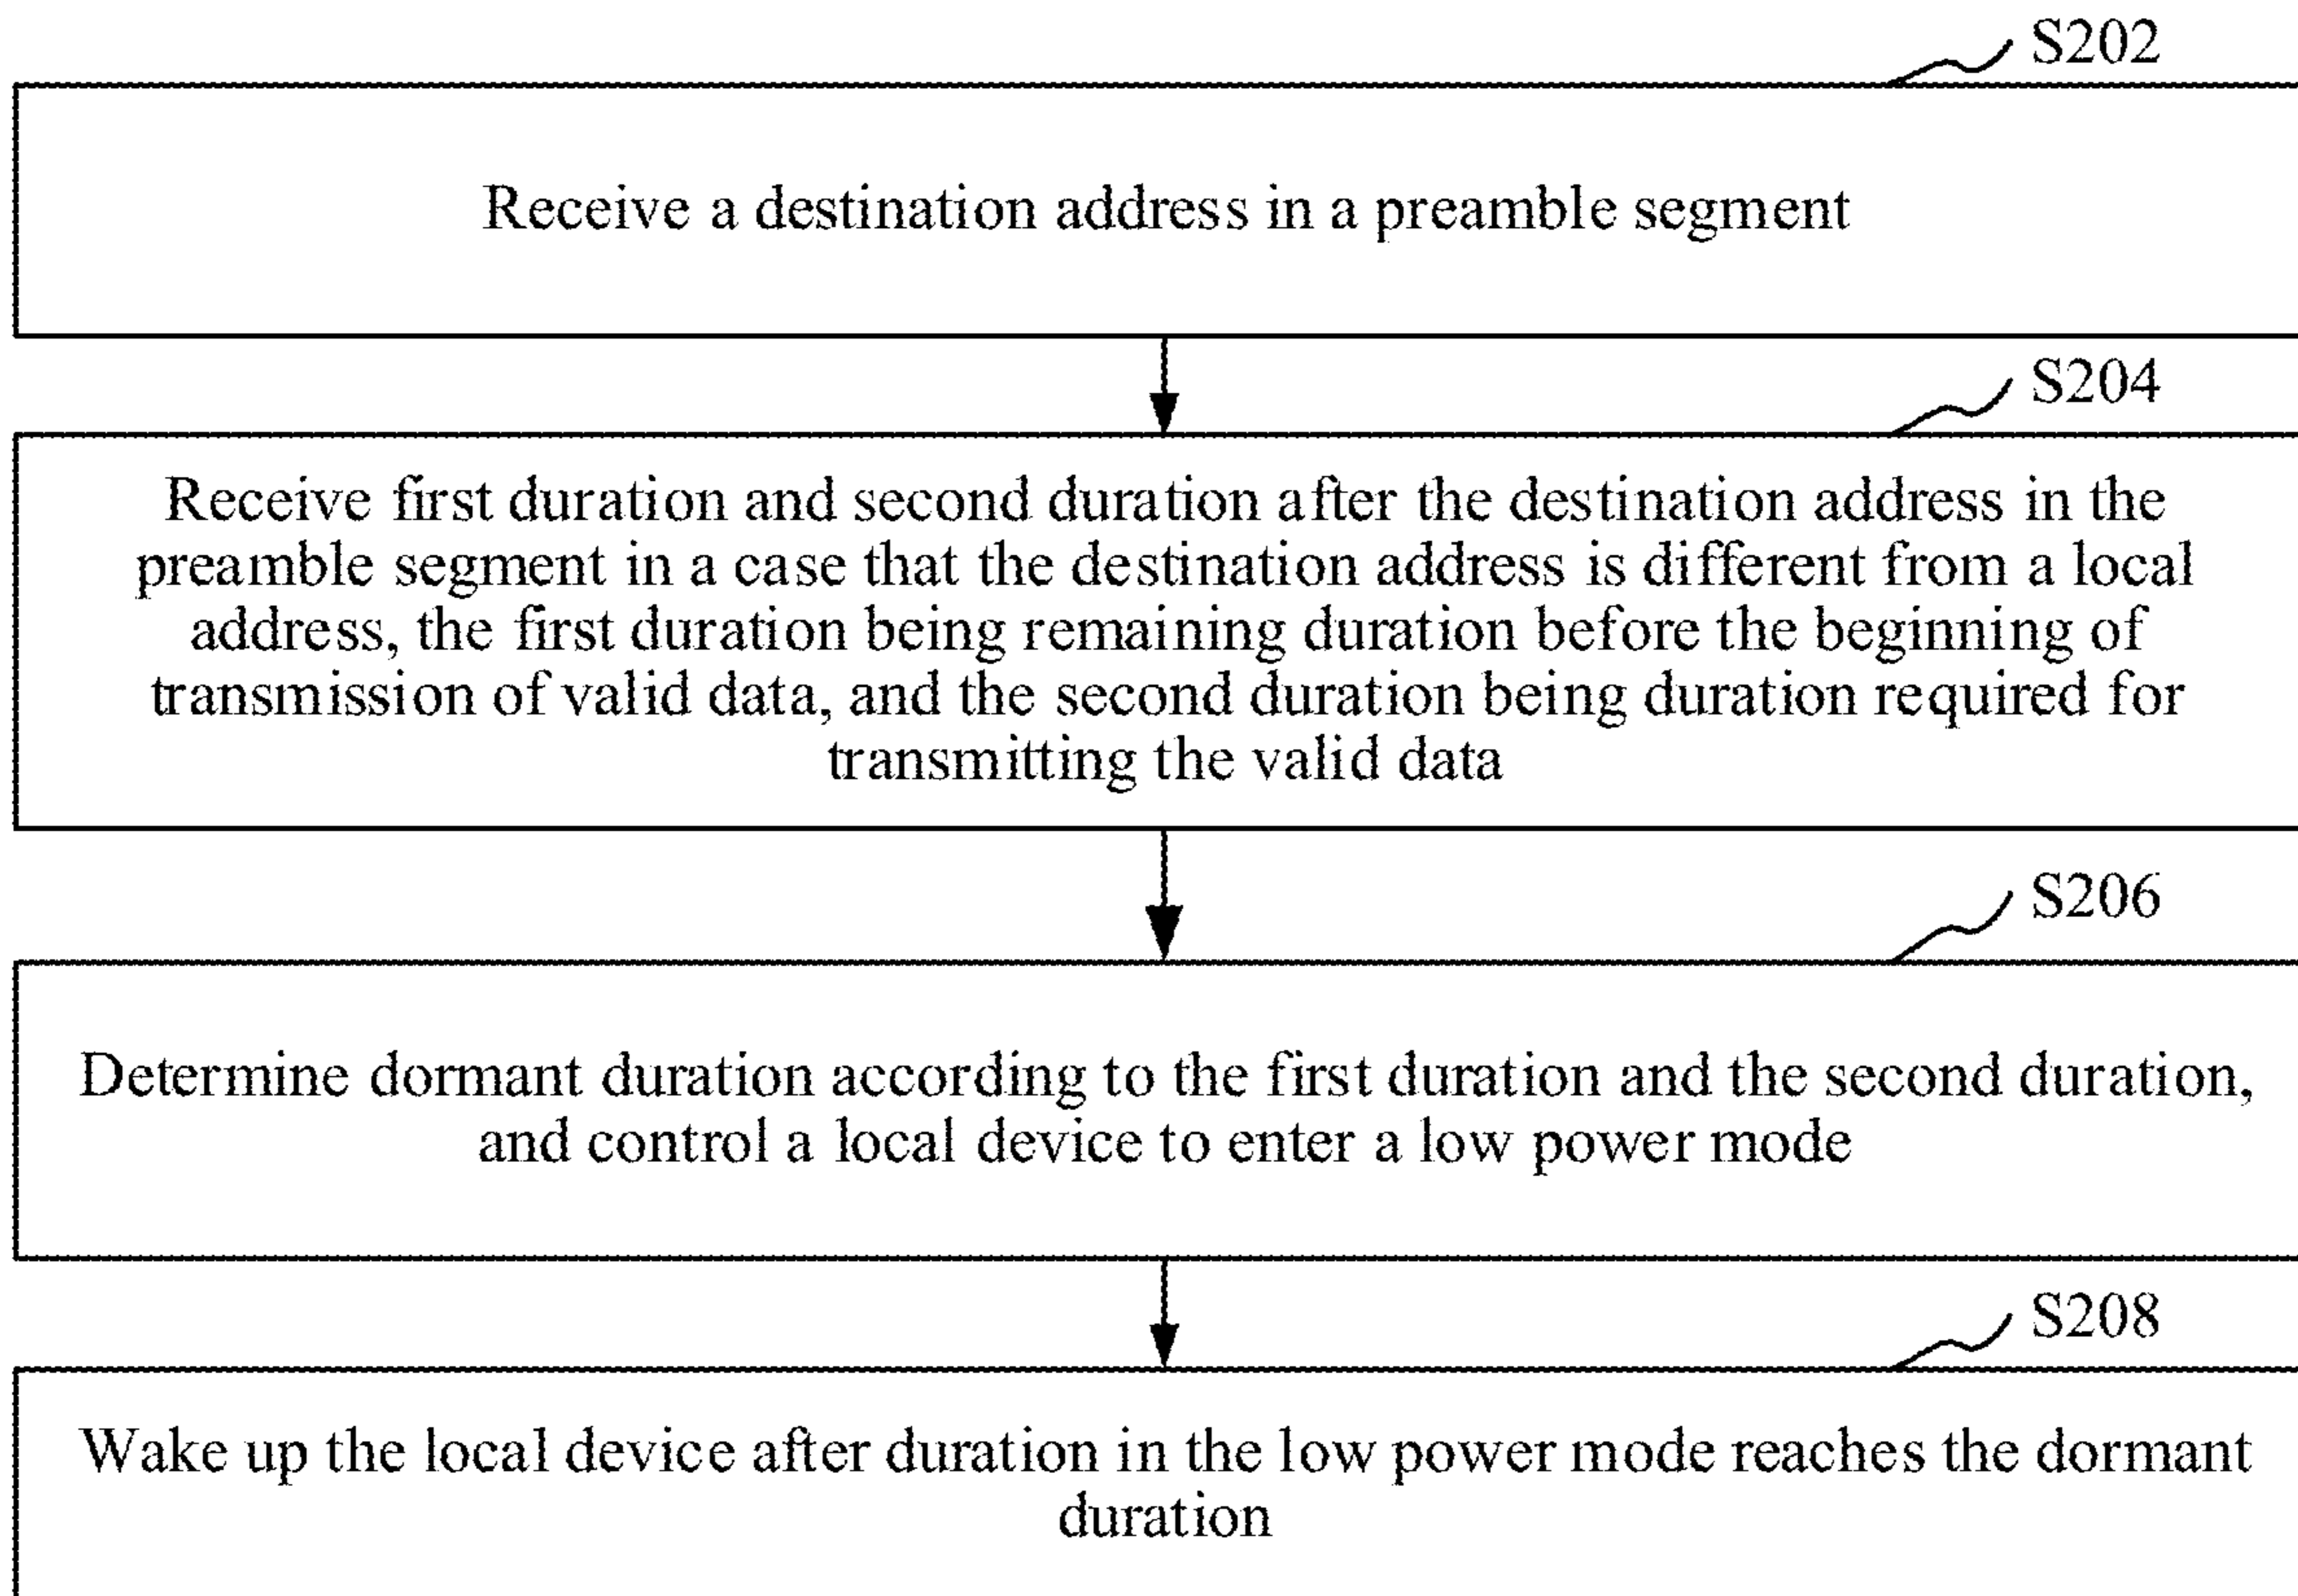 S202
Receive a destination address in a preamble segment
S204
Receive first duration and second duration after the destination address in the
preamble segment in a case that the destination address is different from a local
address, the first duration being remaining duration before the beginning of
transmission of valid data, and the second duration being duration required for
transmitting the valid data
S206
Determine dormant duration according to the first duration and the second duration,
and control a local device to enter a low power mode
S208
Wake up the local device after duration in the low power mode reaches the dormant
duration